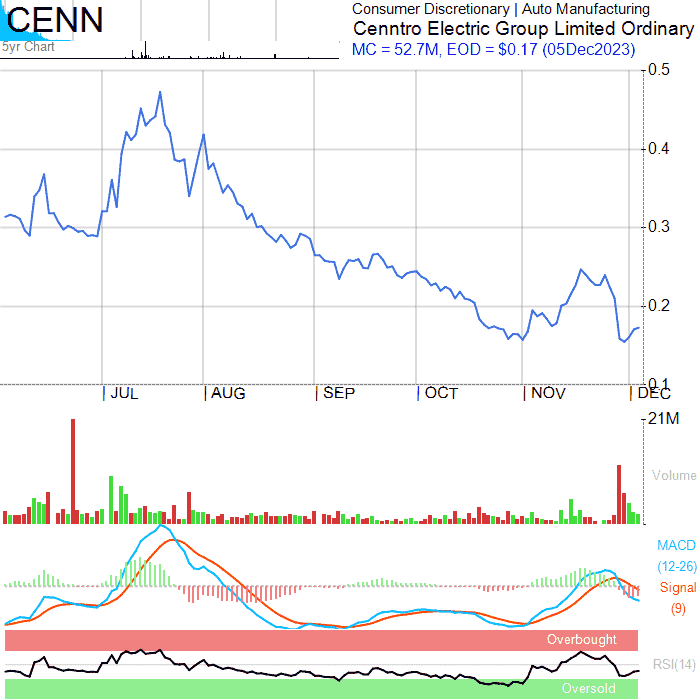 CENN
5yr Chart
Consumer Discretionary | Auto Manufacturing
Cenntro Electric Group Limited Ordinary
MC = 52.7M, EOD = $0.17 (05Dec2023)
0.5
0.4
0.3
0.2
0.1
JUL AUG SEP OCT NOV DEC
21M
Volume
MACD
(12-26)
Signal
(9)
Overbought
RSI(14)
Oversold